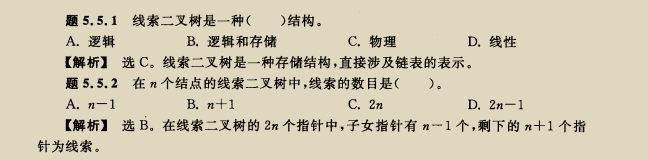 题 5.5.1 线索二叉树是一种( )结构。
A. 逻辑 B. 逻辑和存储 C. 物理 D. 线性
【解析】 选 C。线索二叉树是一种存储结构,直接涉及链表的表示。
题 5.5.2 在 n 个结点的线索二叉树中,线索的数目是( )。
A. n−1 B. n+1 C. 2n D. 2n−1
【解析】 选 B。在线索二叉树的 2n 个指针中,子女指针有 n−1 个,剩下的 n+1 个指
针为线索。